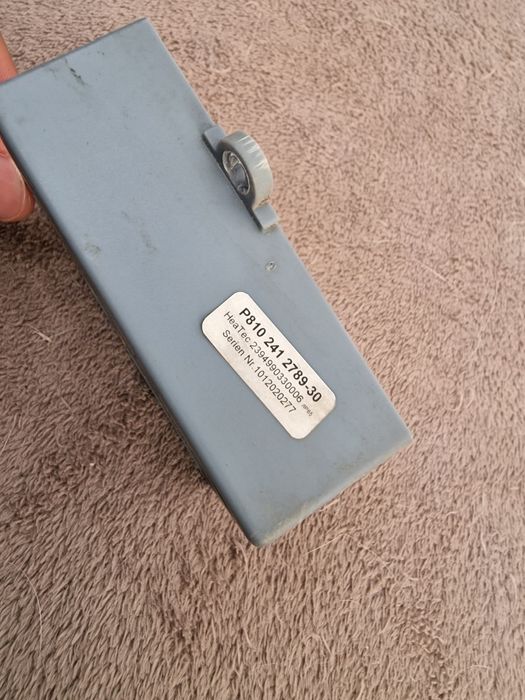 P810 241 2789-30
HeaTec 2394990330006
Serien Nr. 1012020277